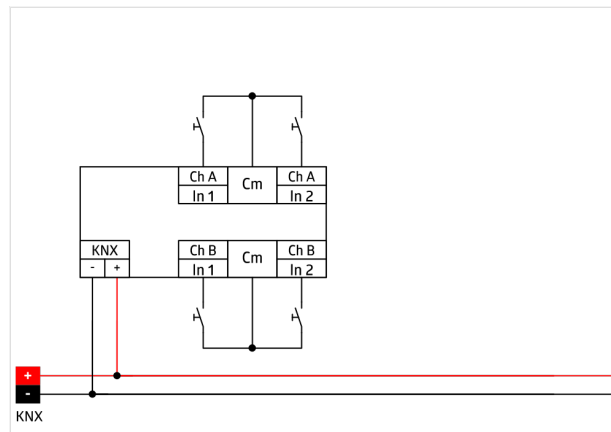 Ch A Cm Ch A
In 1 In 2
KNX Ch B Cm Ch B
- + In 1 In 2
+
-
KNX